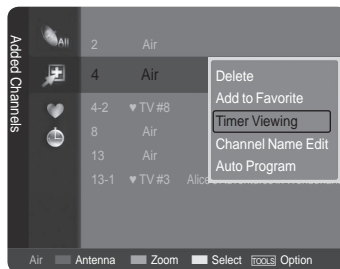 Added Channels
All
2 Air
4 Air
4-2 ♥ TV #8
8 Air
13 Air
13-1 ♥ TV #3 Alice
Delete
Add to Favorite
Timer Viewing
Channel Name Edit
Auto Program
Air Antenna Zoom Select TOOLS Option